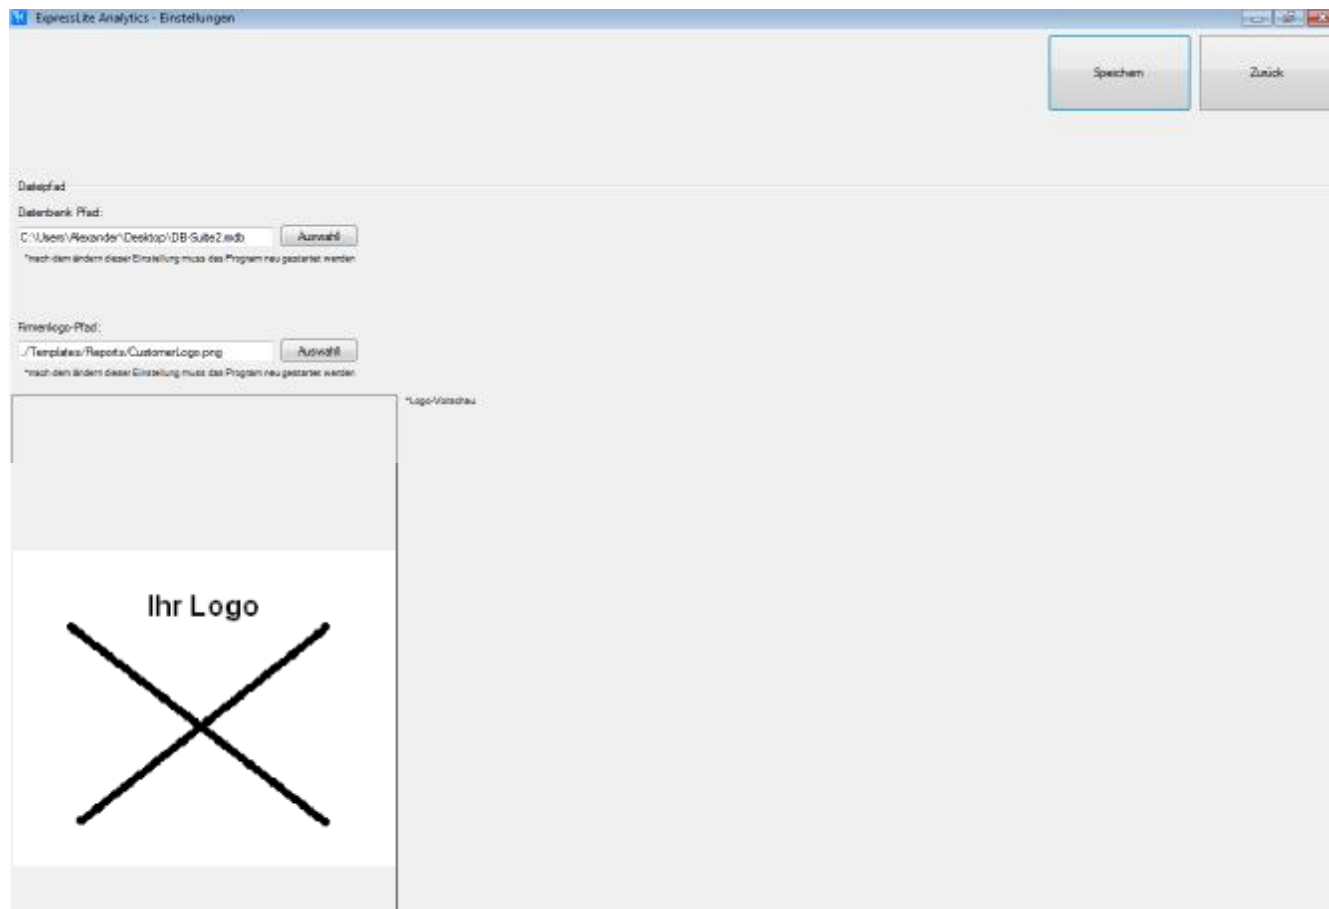 ExpressLite Analytics - Einstellungen
Speichern
Zurück
Dateipfad
Datenbank Pfad:
C:\Users\Alexander\Desktop\DB-Suite2.mdb
Auswahl
*nach dem ändern dieser Einstellung muss das Program neu gestartet werden
Firmenlogo-Pfad:
./Templates/Reports/CustomerLogo.png
Auswahl
*nach dem ändern dieser Einstellung muss das Program neu gestartet werden
*Logo-Vorschau
Ihr Logo